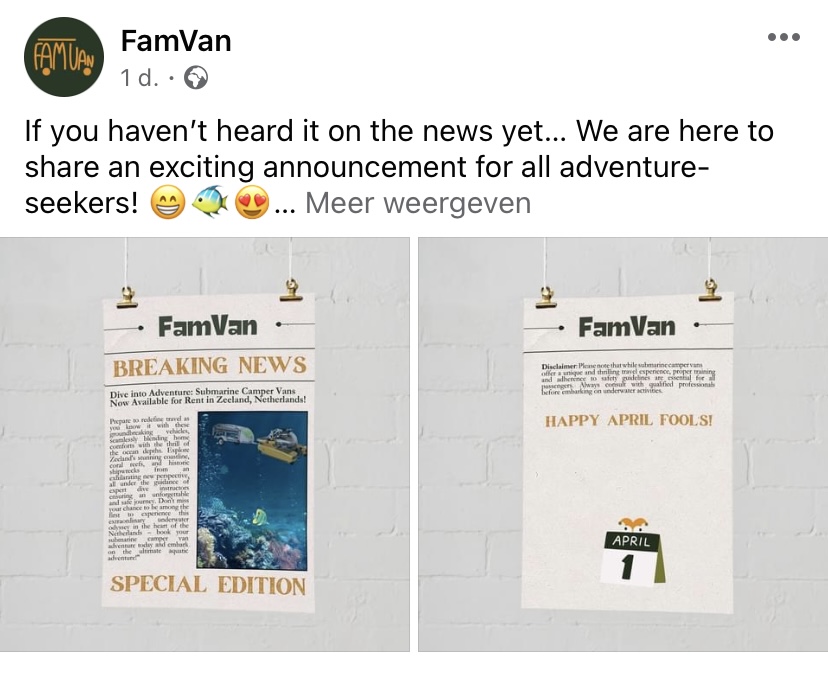 FAMVAN
FamVan
1 d. ·
If you haven’t heard it on the news yet... We are here to
share an exciting announcement for all adventure-
seekers! 😁🐠😍... Meer weergeven
FamVan
BREAKING NEWS
Dive into Adventure: Submarine Camper Vans
Now Available for Rent in Zeeland, Netherlands!
Prepare to redefine travel as
you know it with these
groundbreaking vehicles,
seamlessly blending home
comforts with the thrill of
the ocean depths. Explore
Zeeland's stunning coastline,
coral reefs, and historic
shipwrecks from an
exhilarating new perspective,
all under the guidance of
expert dive instructors
ensuring an unforgettable
and safe journey. Don't miss
your chance to be among the
first to experience this
extraordinary underwater
odyssey in the heart of the
Netherlands – book your
submarine camper van
adventure today and embark
on the ultimate aquatic
adventure!"
SPECIAL EDITION
FamVan
Disclaimer: Please note that while submarine camper vans
offer a unique and thrilling travel experience, proper training
and adherence to safety guidelines are essential for all
passengers. Always consult with qualified professionals
before embarking on underwater activities.
HAPPY APRIL FOOLS!
APRIL
1